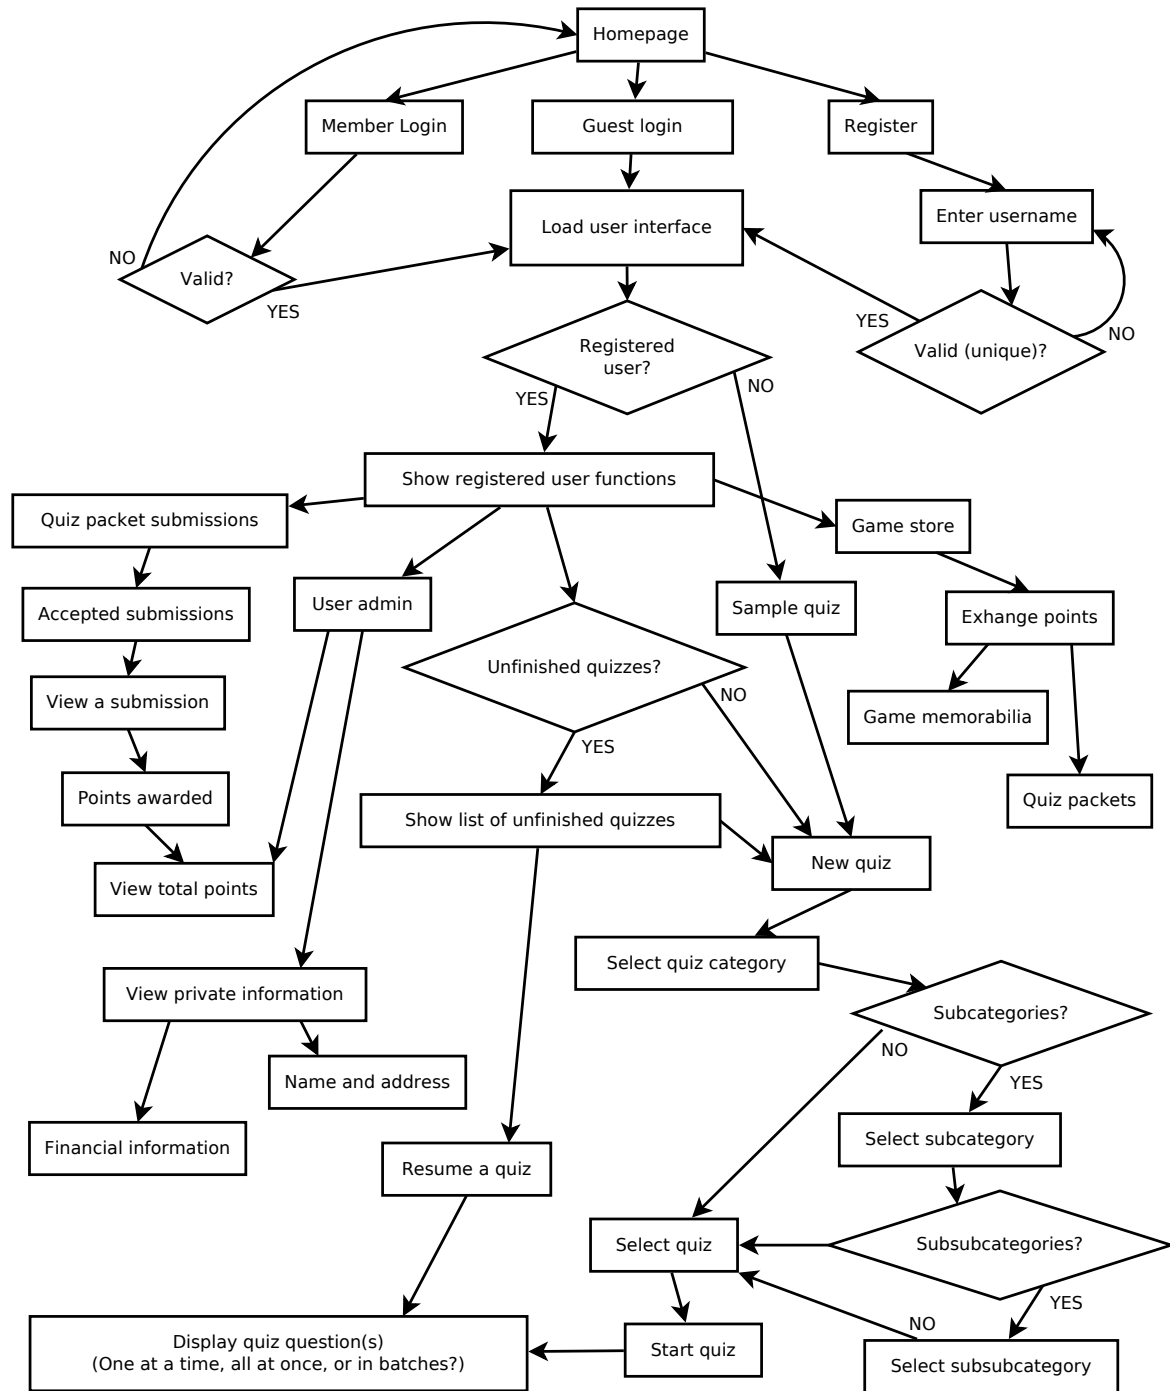 Homepage
Member Login
Guest login
Register
Load user interface
Enter username
NO
Valid?
YES
YES
Valid (unique)?
NO
Registered
user?
YES
NO
Show registered user functions
Quiz packet submissions
Game store
Accepted submissions
User admin
Sample quiz
Exhange points
Unfinished quizzes?
NO
View a submission
Game memorabilia
YES
Points awarded
Show list of unfinished quizzes
Quiz packets
New quiz
View total points
Select quiz category
View private information
Subcategories?
NO
YES
Name and address
Financial information
Select subcategory
Resume a quiz
Select quiz
Subsubcategories?
YES
NO
Display quiz question(s)
(One at a time, all at once, or in batches?)
Start quiz
Select subsubcategory